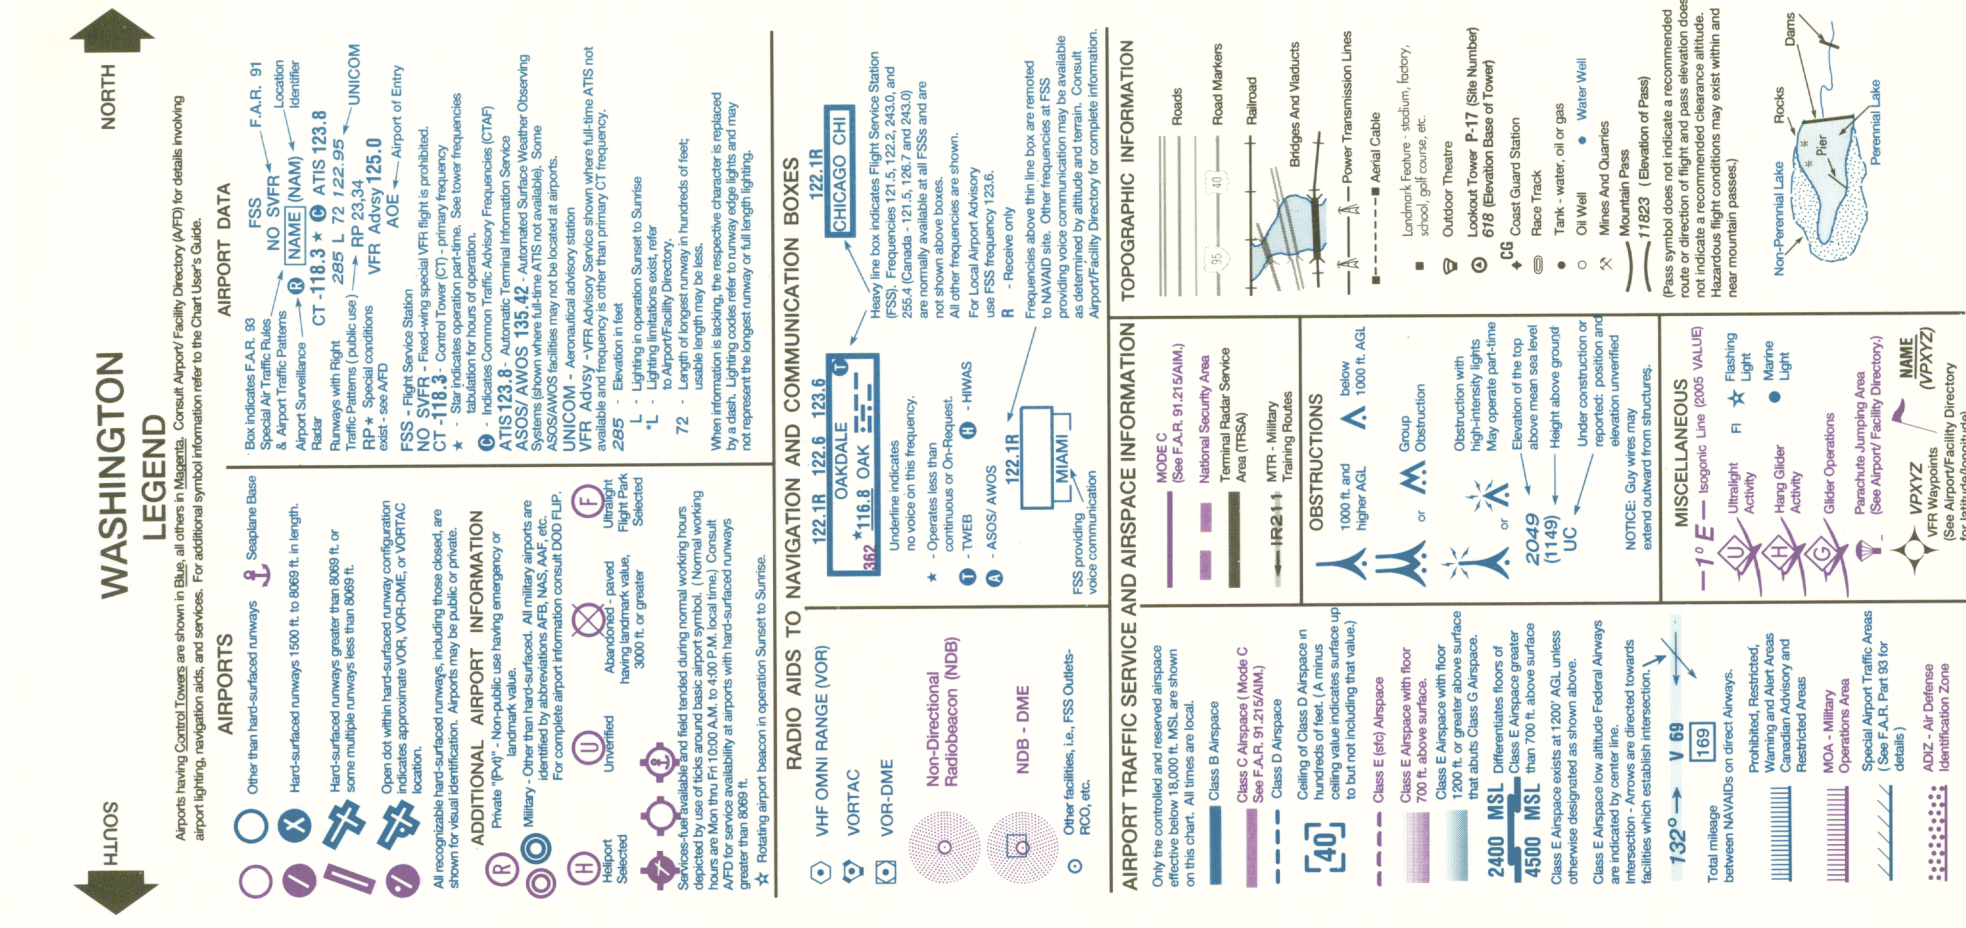 SOUTH
WASHINGTON
NORTH
LEGEND
Airports having Control Towers are shown in Blue, all others in Magenta. Consult Airport/ Facility Directory (A/FD) for details involving
airport lighting, navigation aids, and services. For additional symbol information refer to the Chart User's Guide.
AIRPORTS
Other than hard-surfaced runways
Seaplane Base
Hard-surfaced runways 1500 ft. to 8069 ft. in length.
Hard-surfaced runways greater than 8069 ft. or
some multiple runways less than 8069 ft.
Open dot within hard-surfaced runway configuration
indicates approximate VOR, VOR-DME, or VORTAC
location.
All recognizable hard-surfaced runways, including those closed, are
shown for visual identification. Airports may be public or private.
ADDITIONAL AIRPORT INFORMATION
R
Private "(Pvt)" - Non-public use having emergency or
landmark value.
Military - Other than hard-surfaced. All military airports are
identified by abbreviations AFB, NAS, AAF, etc.
For complete airport information consult DOD FLIP.
H
Heliport
Selected
U
Unverified
Abandoned - paved
having landmark value,
3000 ft. or greater
F
Ultralight
Flight Park
Selected
Services-fuel available and field tended during normal working hours
depicted by use of ticks around basic airport symbol. (Normal working
hours are Mon thru Fri 10:00 A.M. to 4:00 P.M. local time.) Consult
A/FD for service availability at airports with hard-surfaced runways
greater than 8069 ft.
☆ Rotating airport beacon in operation Sunset to Sunrise.
AIRPORT DATA
Box indicates F.A.R. 93
Special Air Traffic Rules
& Airport Traffic Patterns
Airport Surveillance
Radar
Runways with Right
Traffic Patterns ( public use)
RP★ Special conditions
exist - see A/FD
FSS
NO SVFR
F.A.R. 91
R NAME (NAM)
Location
Identifier
CT -118.3 ★ C ATIS 123.8
285 L 72 122.95
UNICOM
RP 23,34
VFR Advsy 125.0
AOE
Airport of Entry
FSS - Flight Service Station
NO SVFR - Fixed-wing special VFR flight is prohibited.
CT -118.3 - Control Tower (CT) - primary frequency
★ - Star indicates operation part-time. See tower frequencies
tabulation for hours of operation.
C - Indicates Common Traffic Advisory Frequencies (CTAF)
ATIS 123.8 - Automatic Terminal Information Service
ASOS/ AWOS 135.42 - Automated Surface Weather Observing
Systems (shown where full-time ATIS not available). Some
ASOS/AWOS facilities may not be located at airports.
UNICOM - Aeronautical advisory station
VFR Advsy - VFR Advisory Service shown where full-time ATIS not
available and frequency is other than primary CT frequency.
285 - Elevation in feet
L - Lighting in operation Sunset to Sunrise
*L - Lighting limitations exist, refer
to Airport/Facility Directory.
72 - Length of longest runway in hundreds of feet;
usable length may be less.
When information is lacking, the respective character is replaced
by a dash. Lighting codes refer to runway edge lights and may
not represent the longest runway or full length lighting.
RADIO AIDS TO NAVIGATION AND COMMUNICATION BOXES
VHF OMNI RANGE (VOR)
VORTAC
VOR-DME
Non-Directional
Radiobeacon (NDB)
NDB - DME
Other facilities, i.e., FSS Outlets-
RCO, etc.
122.1R 122.6 123.6
OAKDALE T
362 *116.8 OAK
Underline indicates
no voice on this frequency.
★ - Operates less than
continuous or On-Request.
T - TWEB H - HIWAS
A - ASOS/ AWOS
122.1R
MIAMI
FSS providing
voice communication
122.1R
CHICAGO CHI
Heavy line box indicates Flight Service Station
(FSS). Frequencies 121.5, 122.2, 243.0, and
255.4 (Canada - 121.5, 126.7 and 243.0)
are normally available at all FSSs and are
not shown above boxes.
All other frequencies are shown.
For Local Airport Advisory
use FSS frequency 123.6.
R - Receive only
Frequencies above thin line box are remoted
to NAVAID site. Other frequencies at FSS
providing voice communication may be available
as determined by altitude and terrain. Consult
Airport/Facility Directory for complete information.
AIRPORT TRAFFIC SERVICE AND AIRSPACE INFORMATION
Only the controlled and reserved airspace
effective below 18,000 ft. MSL are shown
on this chart. All times are local.
Class B Airspace
Class C Airspace ( Mode C
See F.A.R. 91.215/AIM.)
Class D Airspace
[40]
Ceiling of Class D Airspace in
hundreds of feet. ( A minus
ceiling value indicates surface up
to but not including that value.)
Class E (sfc) Airspace
Class E Airspace with floor
700 ft. above surface.
Class E Airspace with floor
1200 ft. or greater above surface
that abuts Class G Airspace.
2400 MSL
4500 MSL
Differentiates floors of
Class E Airspace greater
than 700 ft. above surface
Class E Airspace exists at 1200' AGL unless
otherwise designated as shown above.
Class E Airspace low altitude Federal Airways
are indicated by center line.
Intersection - Arrows are directed towards
facilities which establish intersection.
132° V 69
169
Total mileage
between NAVAIDs on direct Airways.
Prohibited, Restricted,
Warning and Alert Areas
Canadian Advisory and
Restricted Areas
MOA - Military
Operations Area
Special Airport Traffic Areas
( See F.A.R. Part 93 for
details )
ADIZ - Air Defense
Identification Zone
MODE C
(See F.A.R. 91.215/AIM.)
National Security Area
Terminal Radar Service
Area (TRSA)
IR211
MTR - Military
Training Routes
OBSTRUCTIONS
1000 ft. and
higher AGL
below
1000 ft. AGL
or
Group
Obstruction
or
Obstruction with
high-intensity lights
May operate part-time
2049
Elevation of the top
above mean sea level
(1149)
Height above ground
UC
Under construction or
reported: position and
elevation unverified
NOTICE: Guy wires may
extend outward from structures.
MISCELLANEOUS
1° E
Isogonic Line (2005 VALUE)
U
Ultralight
Activity
Fl
Flashing
Light
H
Hang Glider
Activity
Marine
Light
G
Glider Operations
Parachute Jumping Area
(See Airport/ Facility Directory.)
VPXYZ
NAME
(VPXYZ)
VFR Waypoints
(See Airport/Facility Directory
for latitude/longitude)
TOPOGRAPHIC INFORMATION
Roads
95
40
Road Markers
Railroad
Bridges And Viaducts
Power Transmission Lines
Aerial Cable
Landmark Feature - stadium, factory,
school, golf course, etc.
Outdoor Theatre
Lookout Tower P-17 (Site Number)
618 (Elevation Base of Tower)
CG
Coast Guard Station
Race Track
Tank - water, oil or gas
Oil Well
Water Well
Mines And Quarries
Mountain Pass
11823 ( Elevation of Pass)
(Pass symbol does not indicate a recommended
route or direction of flight and pass elevation does
not indicate a recommended clearance altitude.
Hazardous flight conditions may exist within and
near mountain passes.)
Non-Perennial Lake
Rocks
Dams
Pier
Perennial Lake